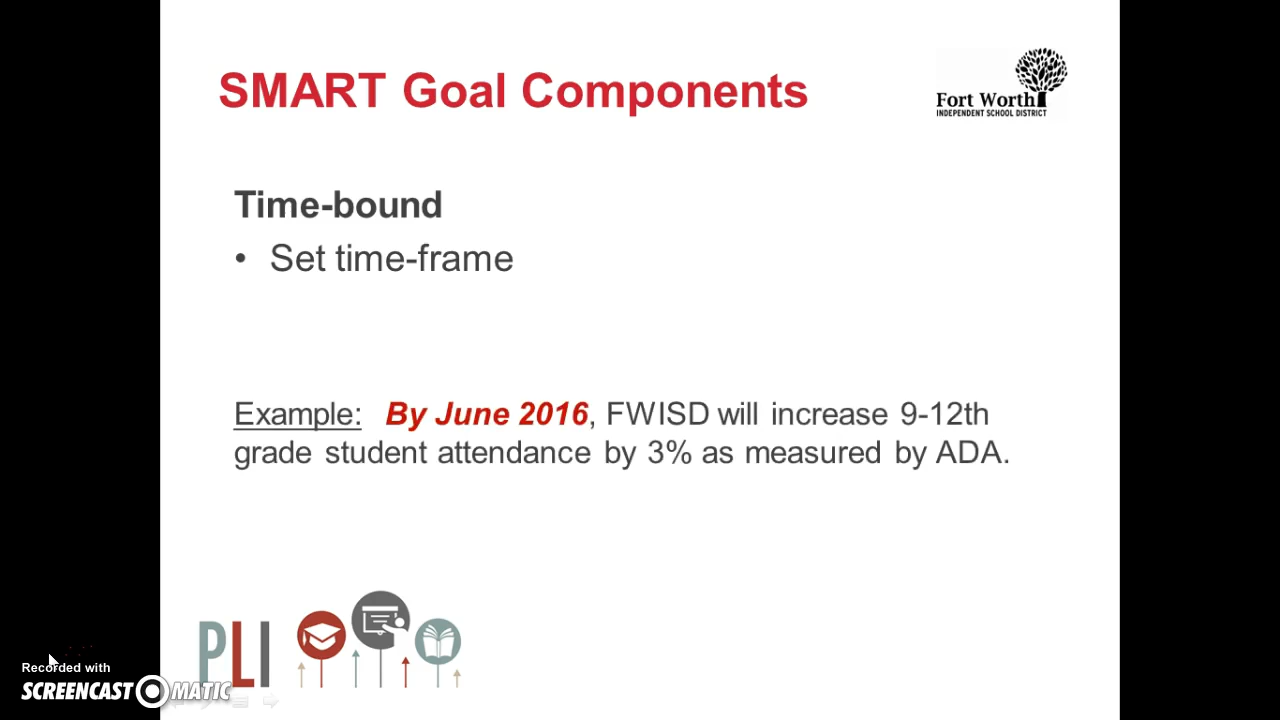 SMART Goal Components
Fort Worth
INDEPENDENT SCHOOL DISTRICT
Time-bound
• Set time-frame
Example: By June 2016, FWISD will increase 9-12th
grade student attendance by 3% as measured by ADA.
PLI
Recorded with
SCREENCAST MATIC